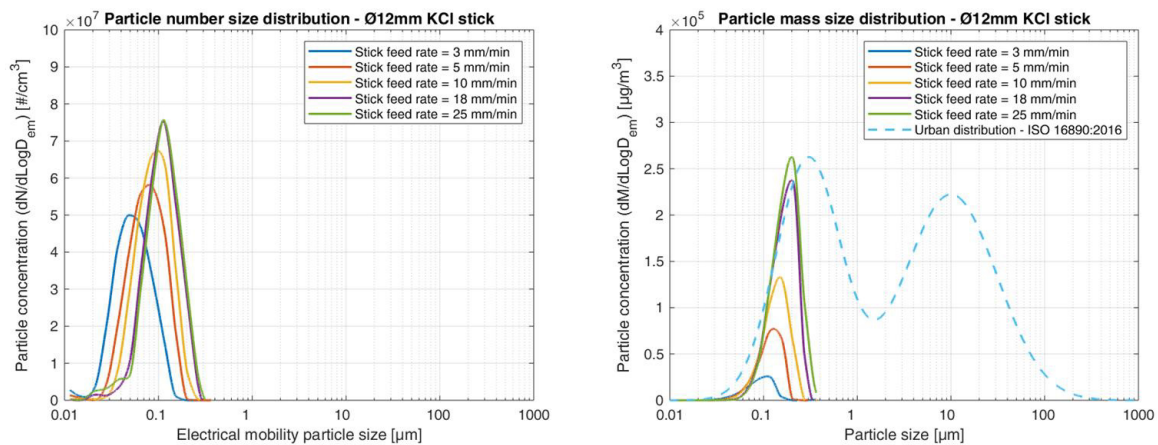 Particle number size distribution - Ø12mm KCl stick
×10⁷
Particle concentration (dN/dLogD_em) [#/cm³]
10
9
8
7
6
5
4
3
2
1
0
0.01 0.1 1 10 100 1000
Electrical mobility particle size [µm]
Stick feed rate = 3 mm/min
Stick feed rate = 5 mm/min
Stick feed rate = 10 mm/min
Stick feed rate = 18 mm/min
Stick feed rate = 25 mm/min
Particle mass size distribution - Ø12mm KCl stick
×10⁵
Particle concentration (dM/dLogD_em) [µg/m³]
4
3.5
3
2.5
2
1.5
1
0.5
0
0.01 0.1 1 10 100 1000
Particle size [µm]
Stick feed rate = 3 mm/min
Stick feed rate = 5 mm/min
Stick feed rate = 10 mm/min
Stick feed rate = 18 mm/min
Stick feed rate = 25 mm/min
Urban distribution - ISO 16890:2016